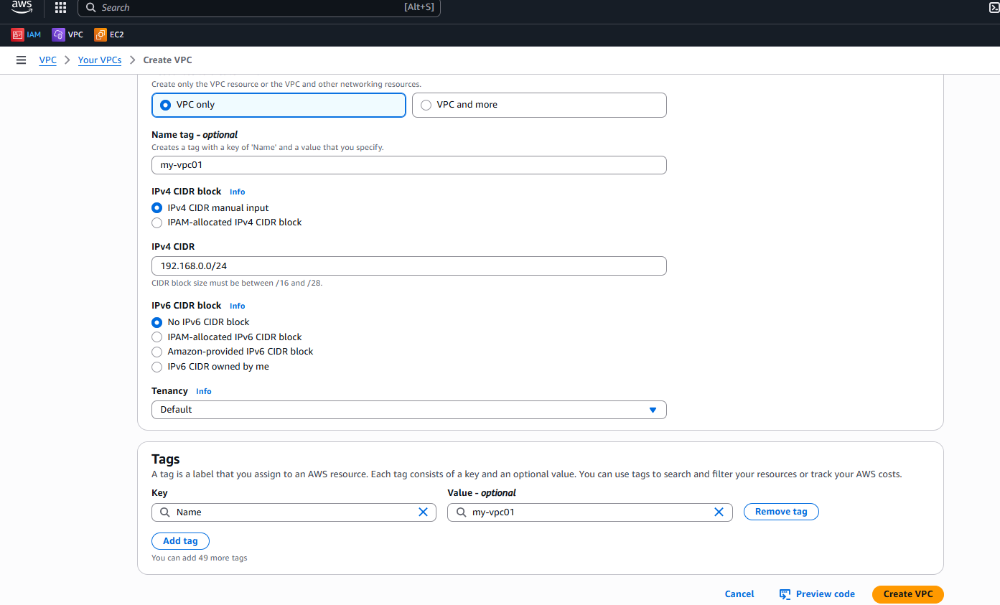 aws
Search [Alt+S]
IAM VPC EC2
VPC Your VPCs Create VPC
Create only the VPC resource or the VPC and other networking resources.
VPC only VPC and more
Name tag - optional
Creates a tag with a key of 'Name' and a value that you specify.
my-vpc01
IPv4 CIDR block Info
IPv4 CIDR manual input
IPAM-allocated IPv4 CIDR block
IPv4 CIDR
192.168.0.0/24
CIDR block size must be between /16 and /28.
IPv6 CIDR block Info
No IPv6 CIDR block
IPAM-allocated IPv6 CIDR block
Amazon-provided IPv6 CIDR block
IPv6 CIDR owned by me
Tenancy Info
Default
Tags
A tag is a label that you assign to an AWS resource. Each tag consists of a key and an optional value. You can use tags to search and filter your resources or track your AWS costs.
Key Value - optional
Name my-vpc01 Remove tag
Add tag
You can add 49 more tags
Cancel Preview code Create VPC